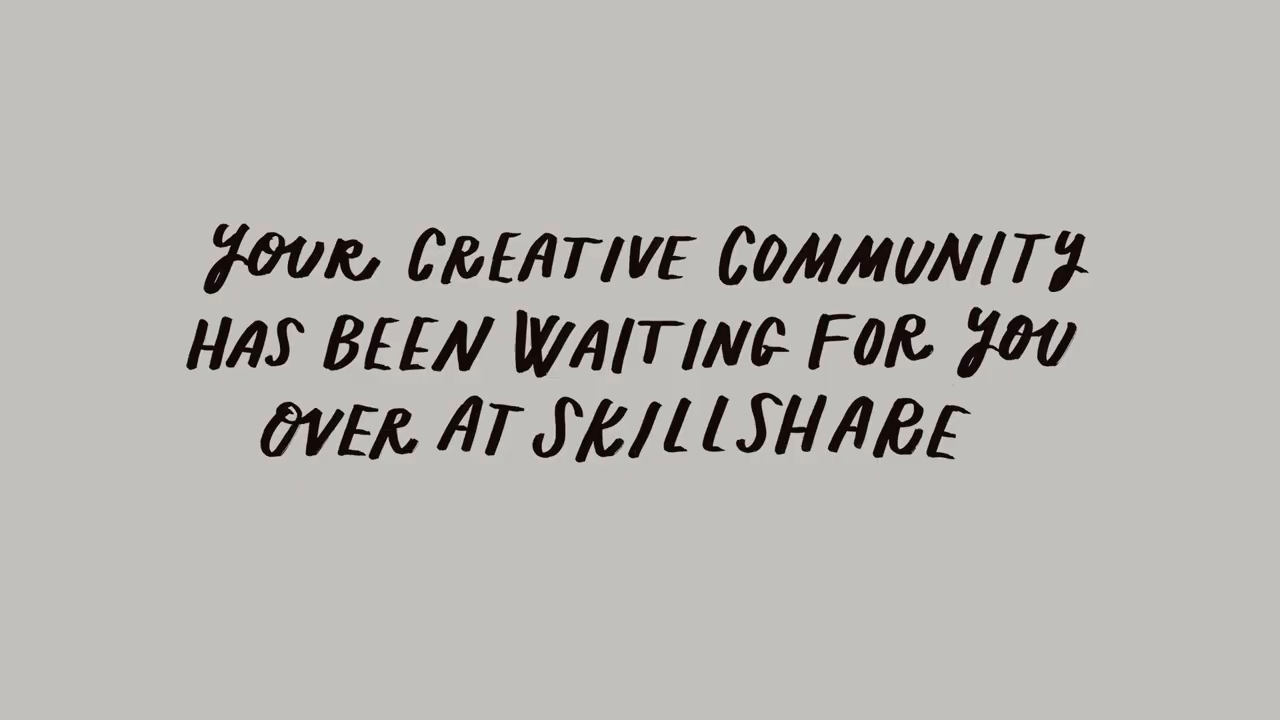 YOUR CREATIVE COMMUNITY
HAS BEEN WAITING FOR YOU
OVER AT SKILLSHARE